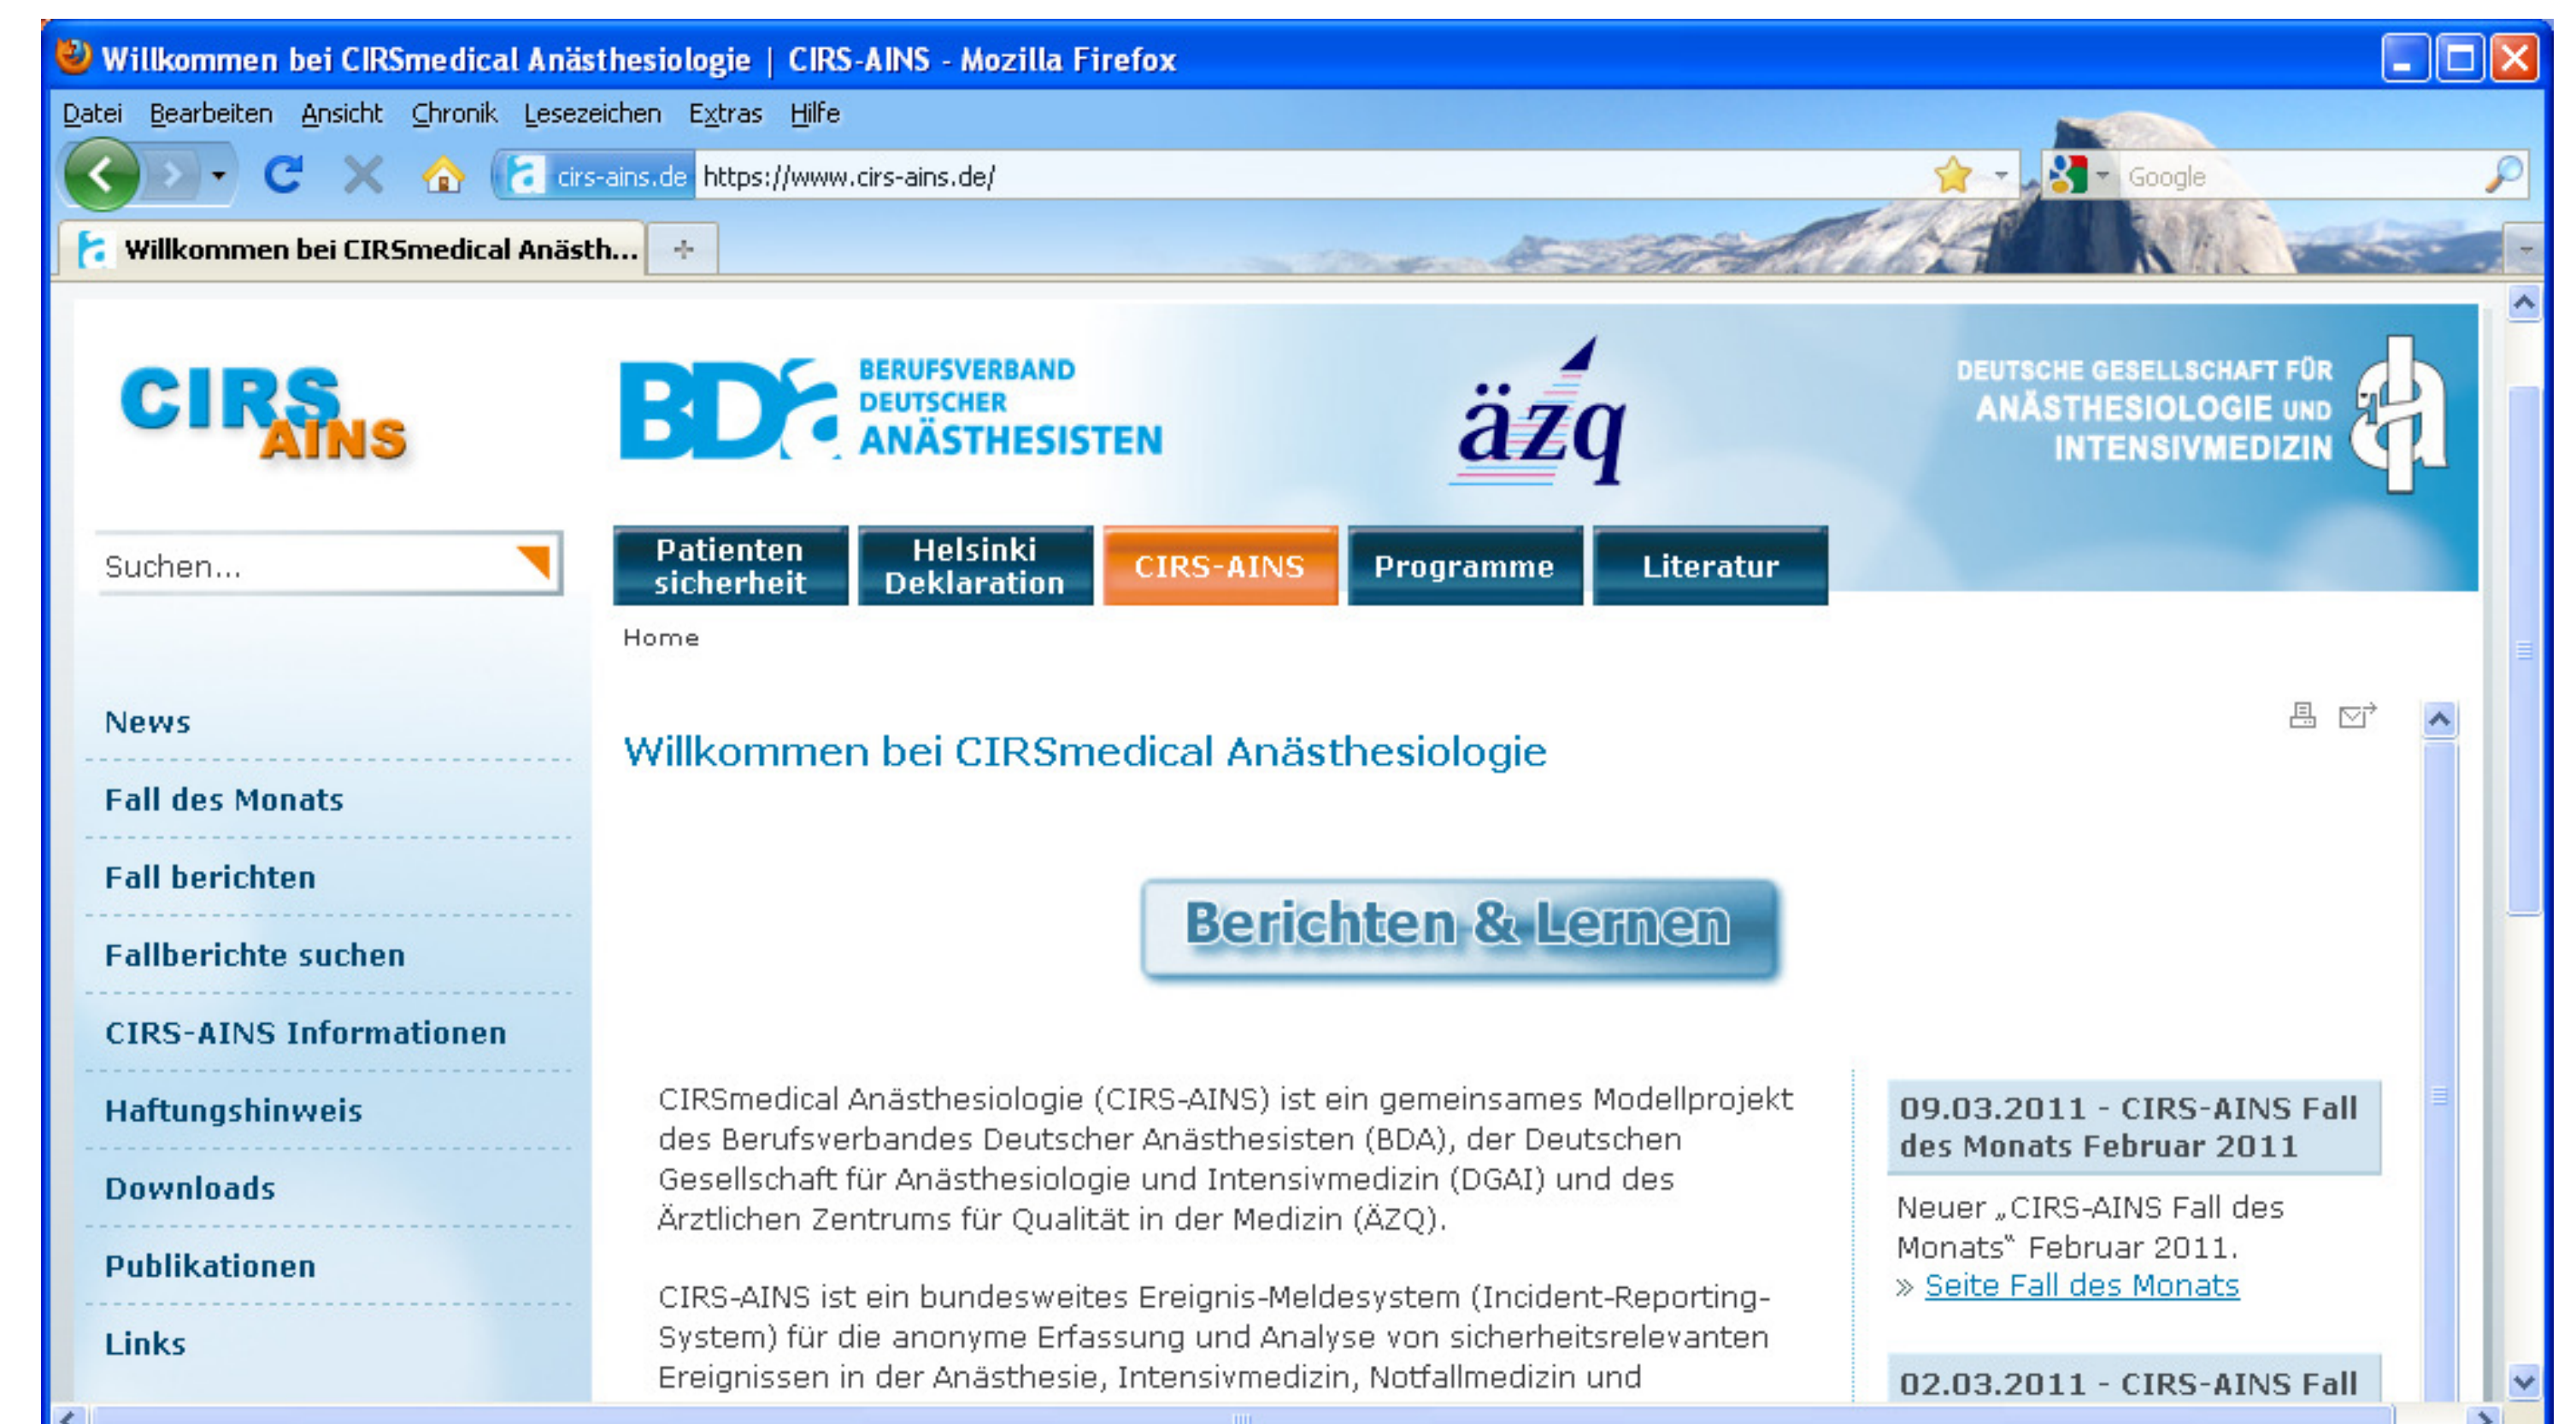 Willkommen bei CIRSmedical Anästhesiologie | CIRS-AINS - Mozilla Firefox
Datei Bearbeiten Ansicht Chronik Lesezeichen Extras Hilfe
cirs-ains.de https://www.cirs-ains.de/
Google
Willkommen bei CIRSmedical Anästh...
CIRS
AINS
BDA
BERUFSVERBAND
DEUTSCHER
ANÄSTHESISTEN
äzq
DEUTSCHE GESELLSCHAFT FÜR
ANÄSTHESIOLOGIE UND
INTENSIVMEDIZIN
Suchen...
Patienten
sicherheit
Helsinki
Deklaration
CIRS-AINS
Programme
Literatur
Home
News
Fall des Monats
Fall berichten
Fallberichte suchen
CIRS-AINS Informationen
Haftungshinweis
Downloads
Publikationen
Links
Willkommen bei CIRSmedical Anästhesiologie
Berichten & Lernen
CIRSmedical Anästhesiologie (CIRS-AINS) ist ein gemeinsames Modellprojekt
des Berufsverbandes Deutscher Anästhesisten (BDA), der Deutschen
Gesellschaft für Anästhesiologie und Intensivmedizin (DGAI) und des
Ärztlichen Zentrums für Qualität in der Medizin (ÄZQ).
CIRS-AINS ist ein bundesweites Ereignis-Meldesystem (Incident-Reporting-
System) für die anonyme Erfassung und Analyse von sicherheitsrelevanten
Ereignissen in der Anästhesie, Intensivmedizin, Notfallmedizin und
09.03.2011 - CIRS-AINS Fall
des Monats Februar 2011
Neuer „CIRS-AINS Fall des
Monats“ Februar 2011.
» Seite Fall des Monats
02.03.2011 - CIRS-AINS Fall